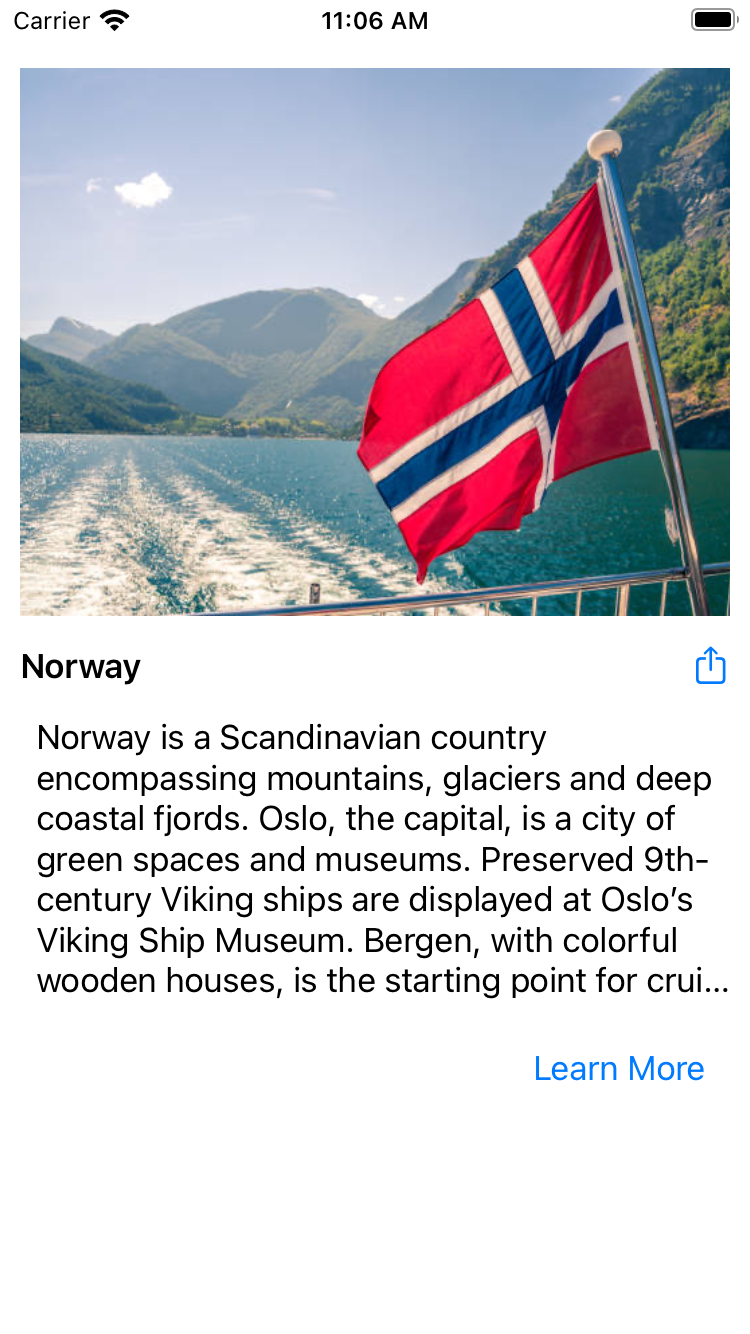 Carrier 11:06 AM
Norway
Norway is a Scandinavian country
encompassing mountains, glaciers and deep
coastal fjords. Oslo, the capital, is a city of
green spaces and museums. Preserved 9th-
century Viking ships are displayed at Oslo’s
Viking Ship Museum. Bergen, with colorful
wooden houses, is the starting point for crui...
Learn More